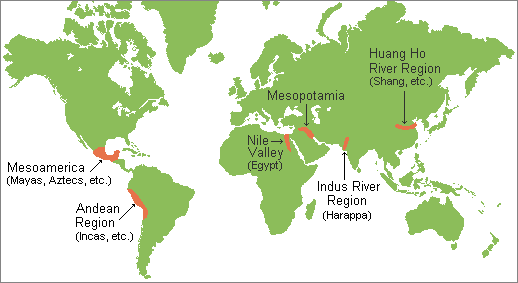 Huang Ho
River Region
(Shang, etc.)
Mesopotamia
Nile
Valley
(Egypt)
Mesoamerica
(Mayas, Aztecs, etc.)
Indus River
Region
(Harappa)
Andean
Region
(Incas, etc.)